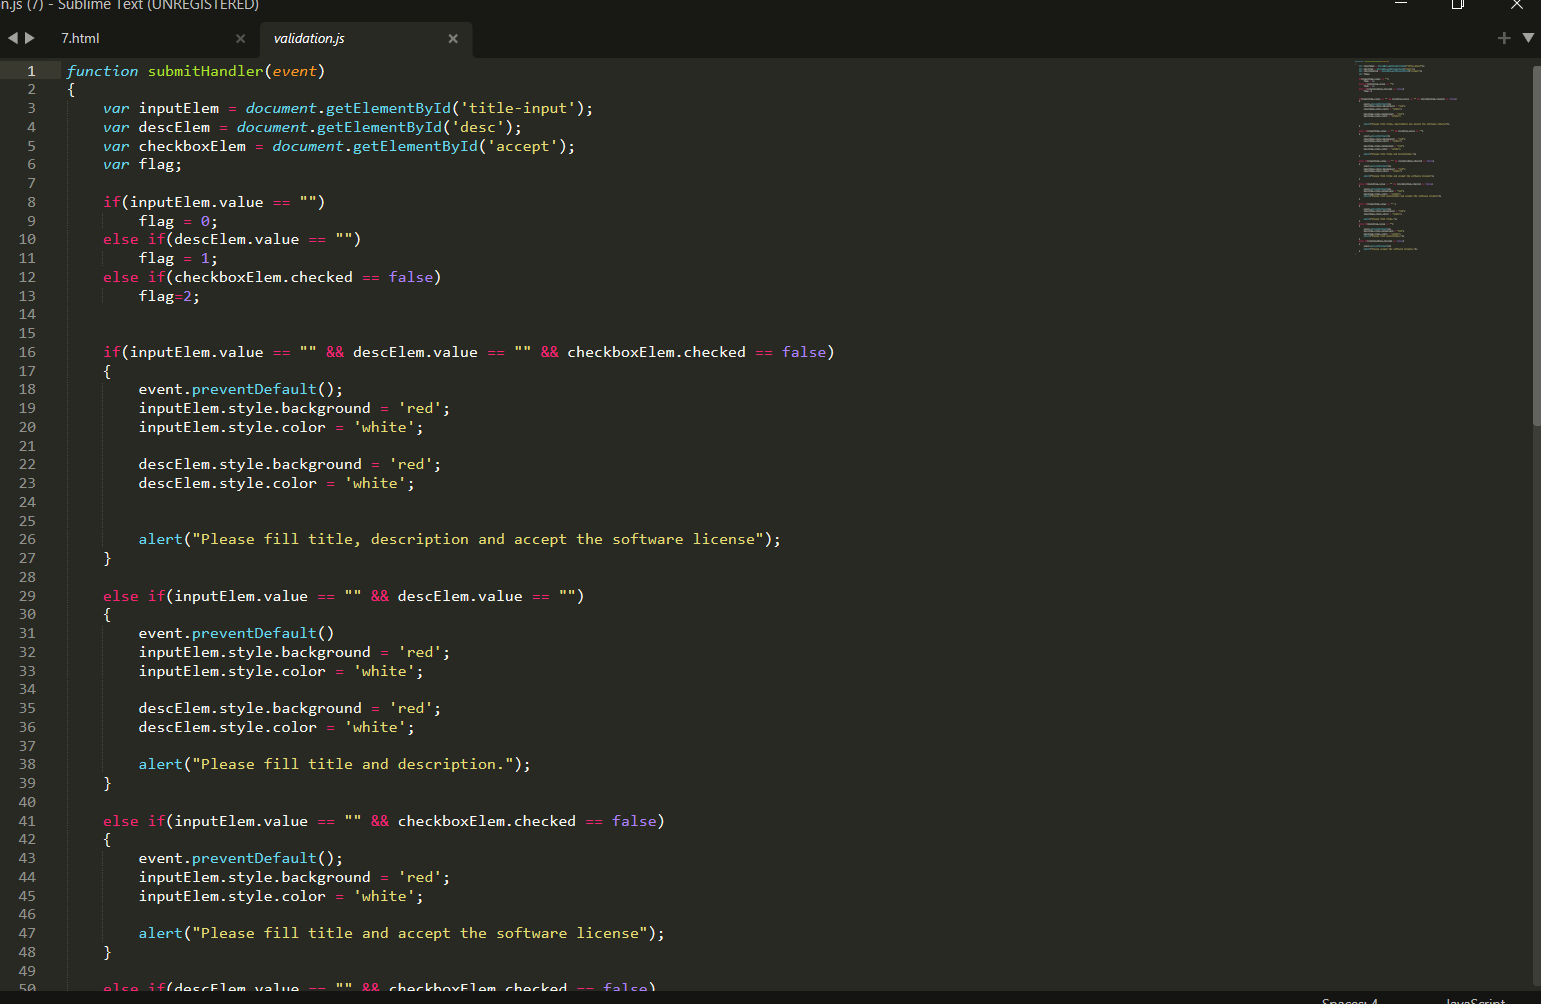 n.js (7) - Sublime Text (UNREGISTERED)
7.html
validation.js
1 function submitHandler(event)
2 {
3 var inputElem = document.getElementById('title-input');
4 var descElem = document.getElementById('desc');
5 var checkboxElem = document.getElementById('accept');
6 var flag;
7
8 if(inputElem.value == "")
9 flag = 0;
10 else if(descElem.value == "")
11 flag = 1;
12 else if(checkboxElem.checked == false)
13 flag=2;
14
15
16 if(inputElem.value == "" && descElem.value == "" && checkboxElem.checked == false)
17 {
18 event.preventDefault();
19 inputElem.style.background = 'red';
20 inputElem.style.color = 'white';
21
22 descElem.style.background = 'red';
23 descElem.style.color = 'white';
24
25
26 alert("Please fill title, description and accept the software license");
27 }
28
29 else if(inputElem.value == "" && descElem.value == "")
30 {
31 event.preventDefault()
32 inputElem.style.background = 'red';
33 inputElem.style.color = 'white';
34
35 descElem.style.background = 'red';
36 descElem.style.color = 'white';
37
38 alert("Please fill title and description.");
39 }
40
41 else if(inputElem.value == "" && checkboxElem.checked == false)
42 {
43 event.preventDefault();
44 inputElem.style.background = 'red';
45 inputElem.style.color = 'white';
46
47 alert("Please fill title and accept the software license");
48 }
49
50 else if(descElem.value == "" && checkboxElem.checked == false)
Spaces: 4
JavaScript